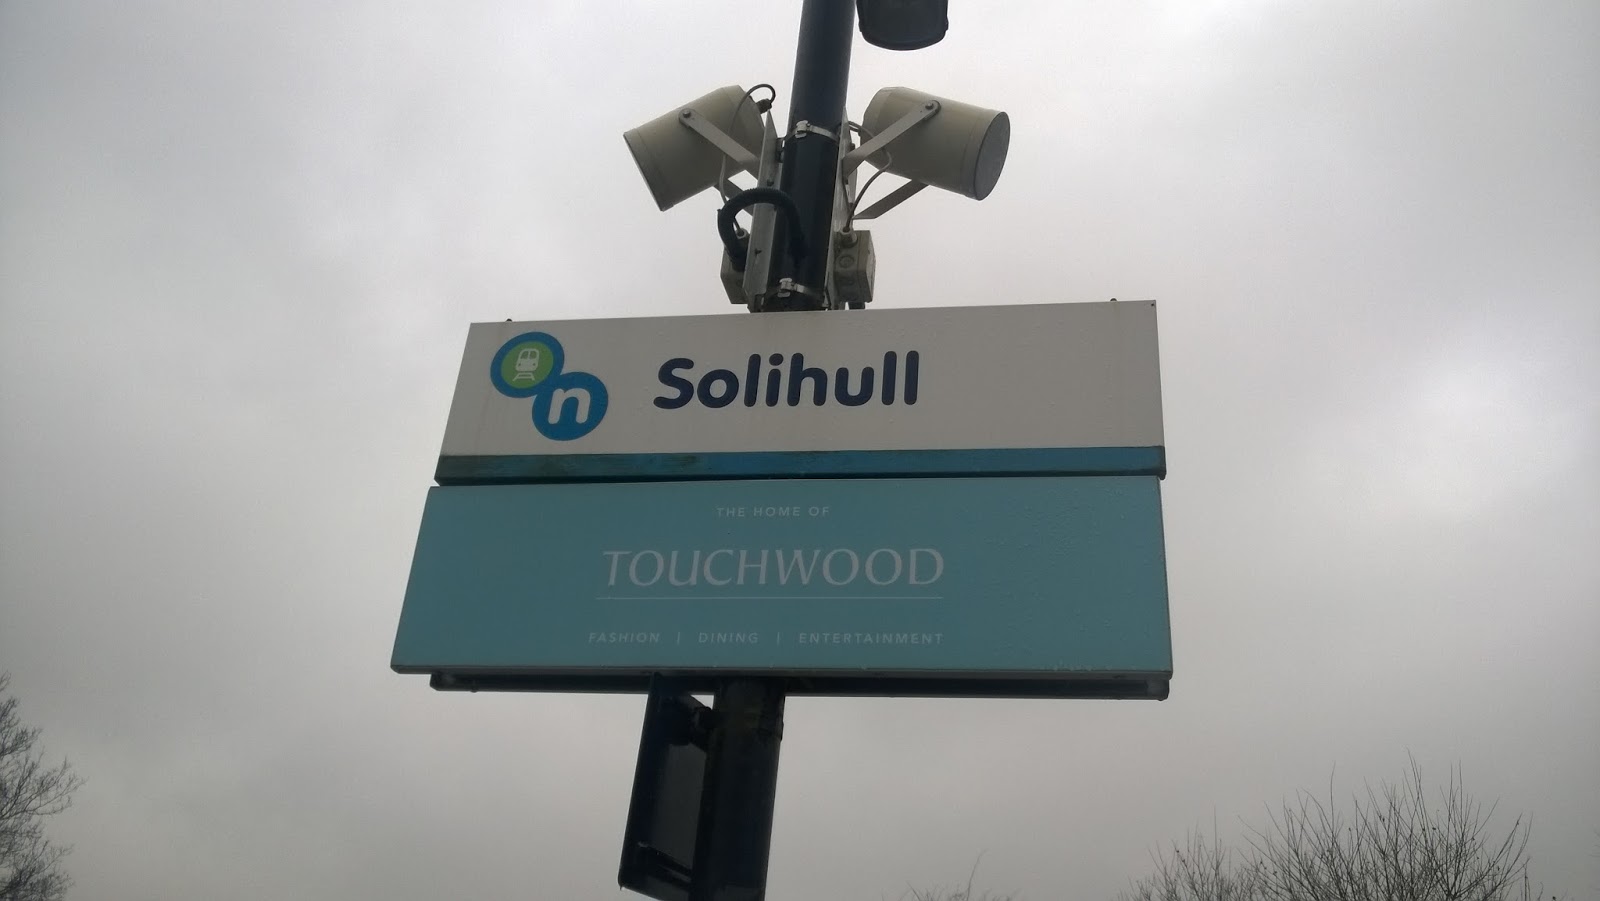 n Solihull
THE HOME OF
TOUCHWOOD
FASHION | DINING | ENTERTAINMENT